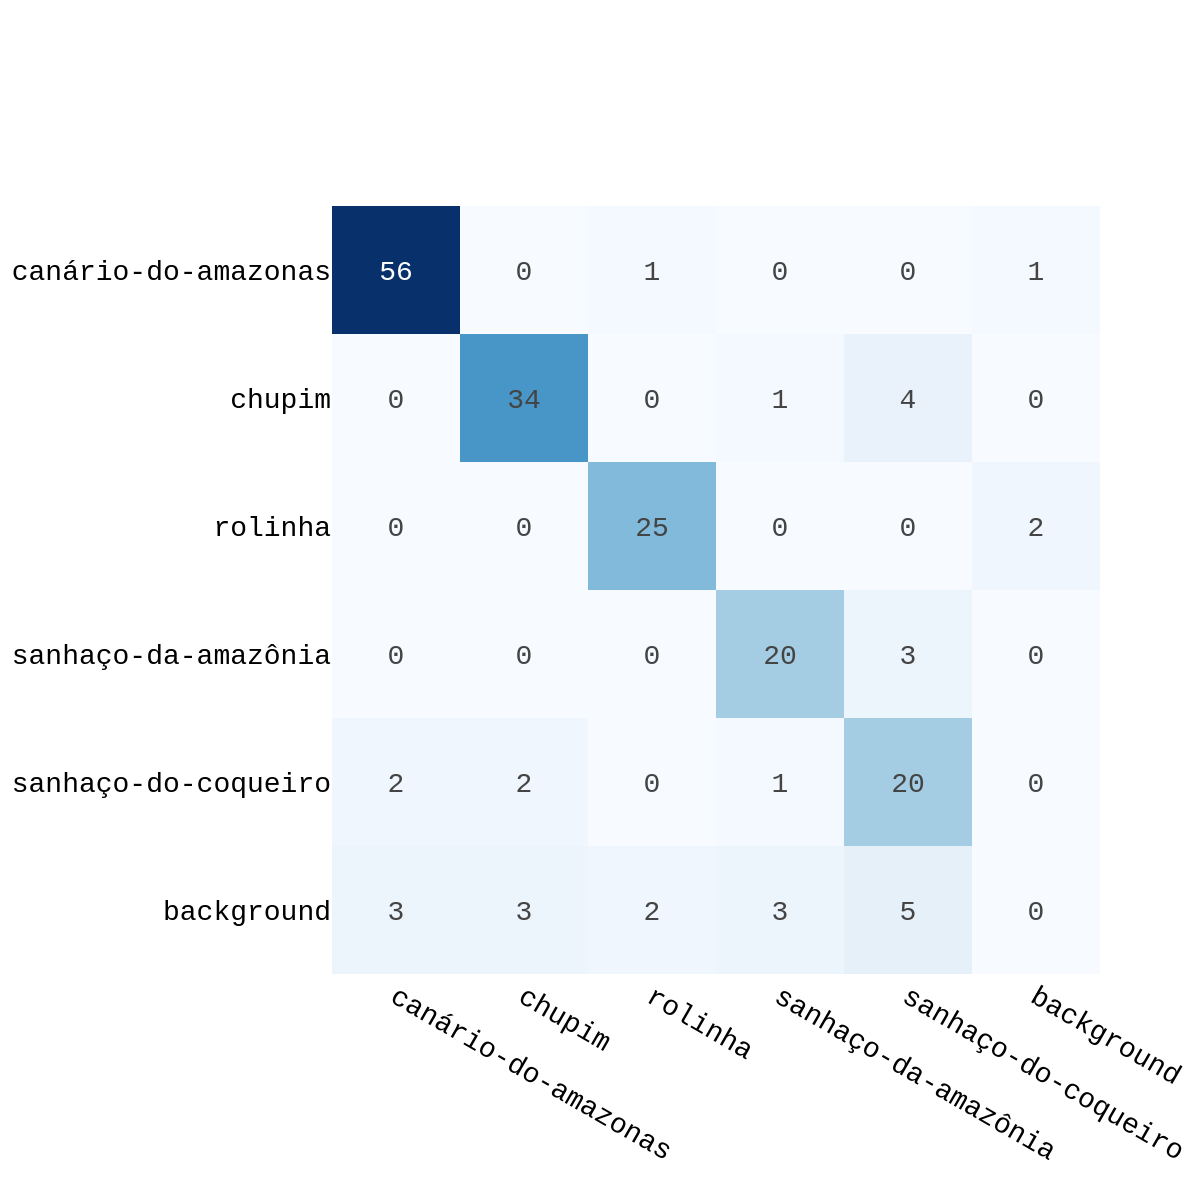 canário-do-amazonas 56 0 1 0 0 1
chupim 0 34 0 1 4 0
rolinha 0 0 25 0 0 2
sanhaço-da-amazônia 0 0 0 20 3 0
sanhaço-do-coqueiro 2 2 0 1 20 0
background 3 3 2 3 5 0
canário-do-amazonas
chupim
rolinha
sanhaço-da-amazônia
sanhaço-do-coqueiro
background